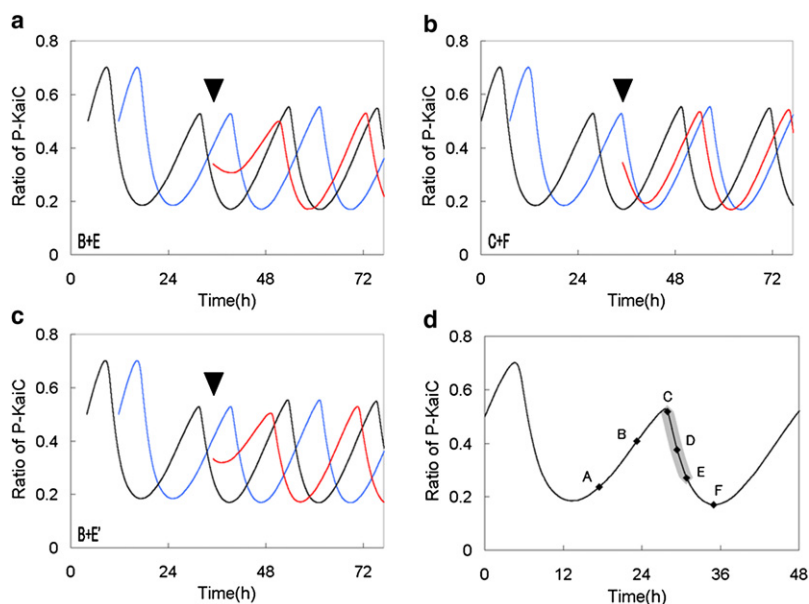 a
0.8
0.6
0.4
0.2
0
Ratio of P-KaiC
B+E
0 24 48 72
Time(h)
b
0.8
0.6
0.4
0.2
0
Ratio of P-KaiC
C+F
0 24 48 72
Time(h)
c
0.8
0.6
0.4
0.2
0
Ratio of P-KaiC
B+E'
0 24 48 72
Time(h)
d
0.8
0.6
0.4
0.2
0
Ratio of P-KaiC
A
B
C
D
E
F
0 12 24 36 48
Time(h)